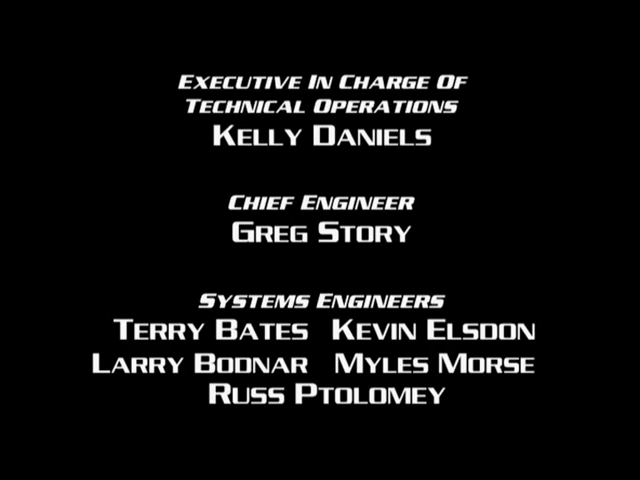 Executive In Charge Of
Technical Operations
Kelly Daniels
Chief Engineer
Greg Story
Systems Engineers
Terry Bates Kevin Elsdon
Larry Bodnar Myles Morse
Russ Ptolomey